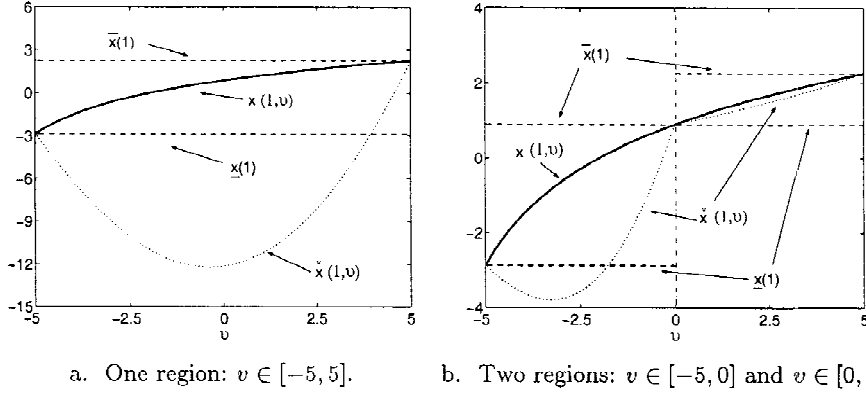 6
3
0
-3
-6
-9
-12
-15
-5
-2.5
0
2.5
5
υ
x̅(1)
x (1,υ)
x̲(1)
x̌ (1,υ)
4
2
0
-2
-4
-5
-2.5
0
2.5
5
υ
x̅(1)
x (1,υ)
x̌ (1,υ)
x̲(1)
a. One region: v ∈ [−5, 5].
b. Two regions: v ∈ [−5, 0] and v ∈ [0,